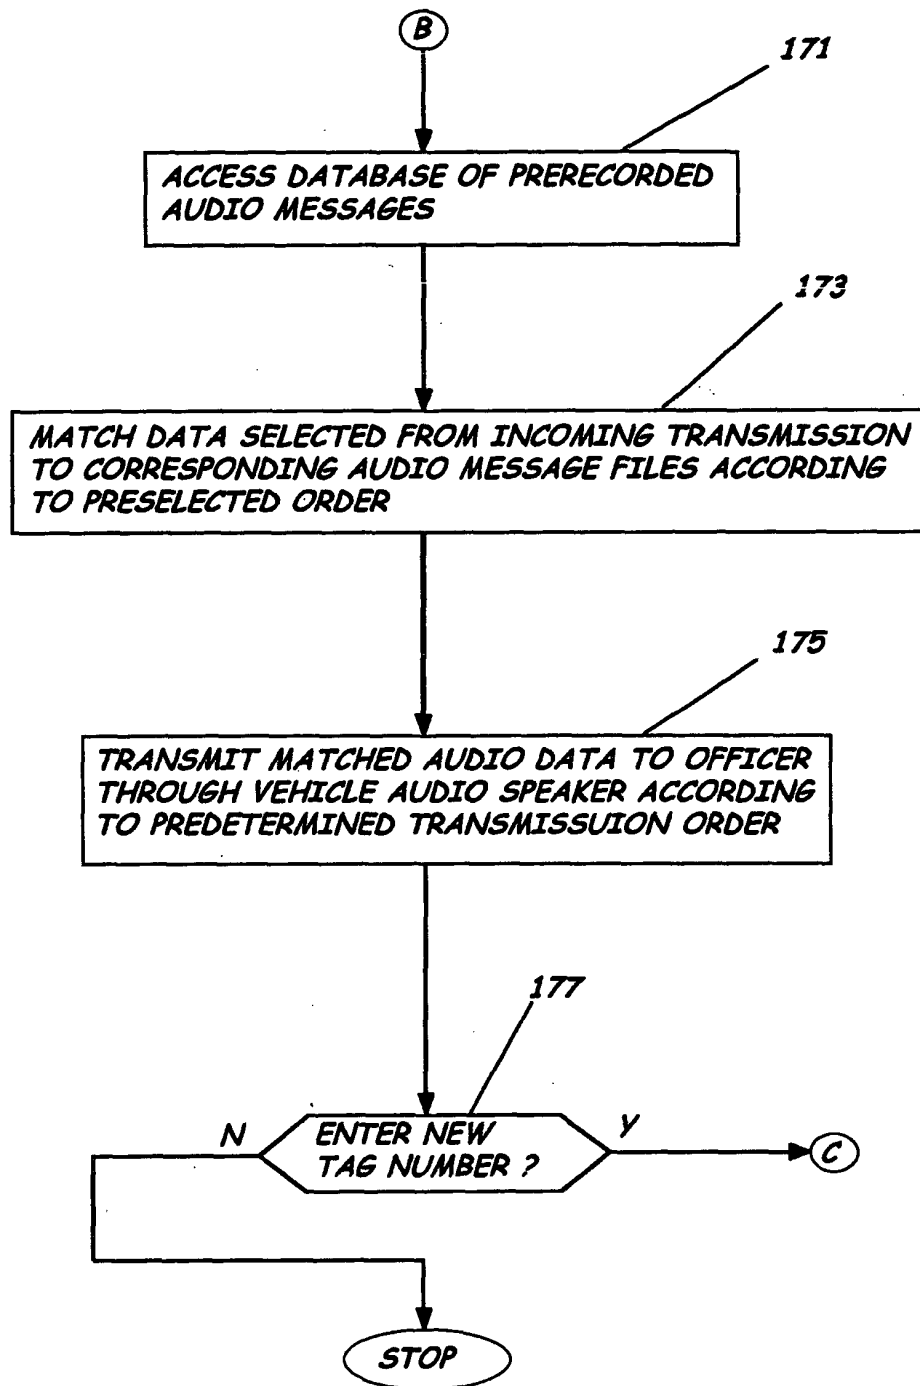 B
171
ACCESS DATABASE OF PRERECORDED
AUDIO MESSAGES
173
MATCH DATA SELECTED FROM INCOMING TRANSMISSION
TO CORRESPONDING AUDIO MESSAGE FILES ACCORDING
TO PRESELECTED ORDER
175
TRANSMIT MATCHED AUDIO DATA TO OFFICER
THROUGH VEHICLE AUDIO SPEAKER ACCORDING
TO PREDETERMINED TRANSMISSUION ORDER
177
N
ENTER NEW
TAG NUMBER ?
Y
C
STOP